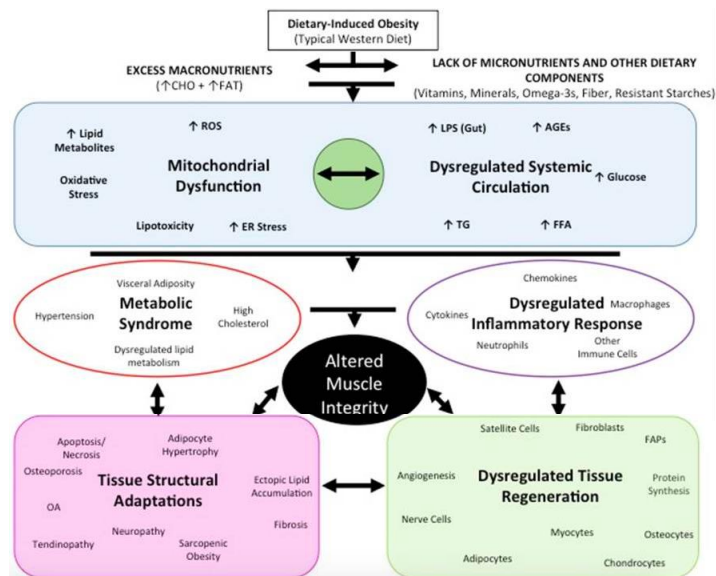 Dietary-Induced Obesity
(Typical Western Diet)
EXCESS MACRONUTRIENTS
(↑CHO + ↑FAT)
LACK OF MICRONUTRIENTS AND OTHER DIETARY
COMPONENTS
(Vitamins, Minerals, Omega-3s, Fiber, Resistant Starches)
↑ Lipid
Metabolites
↑ ROS
Mitochondrial
Dysfunction
Oxidative
Stress
Lipotoxicity
↑ ER Stress
↑ LPS (Gut)
↑ AGEs
Dysregulated Systemic
Circulation
↑ Glucose
↑ TG
↑ FFA
Visceral Adiposity
Hypertension
Metabolic
Syndrome
High
Cholesterol
Dysregulated lipid
metabolism
Chemokines
Cytokines
Dysregulated
Inflammatory Response
Macrophages
Neutrophils
Other
Immune Cells
Altered
Muscle
Integrity
Apoptosis/
Necrosis
Adipocyte
Hypertrophy
Osteoporosis
Tissue Structural
Adaptations
Ectopic Lipid
Accumulation
OA
Fibrosis
Neuropathy
Tendinopathy
Sarcopenic
Obesity
Satellite Cells
Fibroblasts
FAPs
Angiogenesis
Dysregulated Tissue
Regeneration
Protein
Synthesis
Nerve Cells
Myocytes
Osteocytes
Adipocytes
Chondrocytes